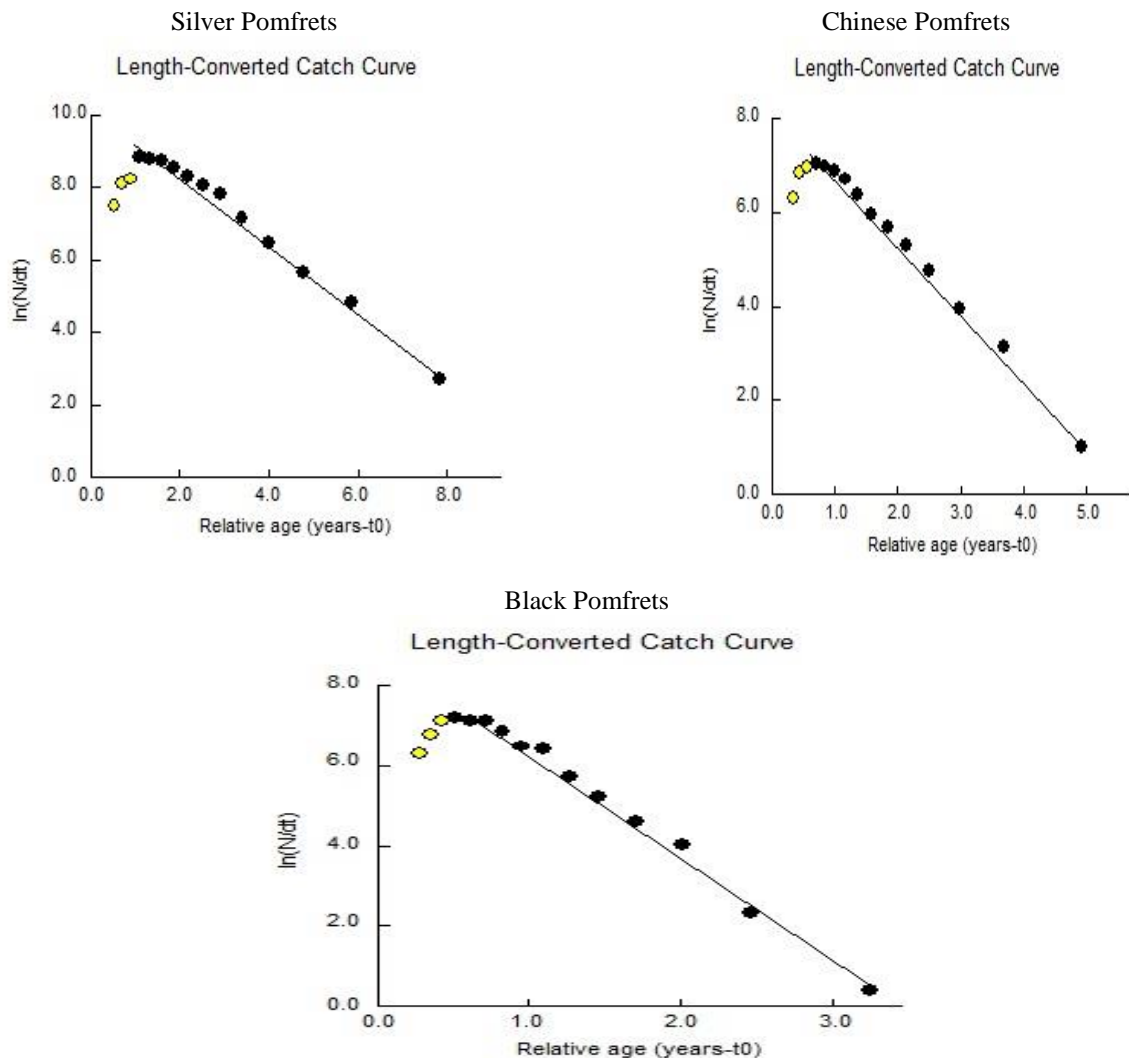 Silver Pomfrets
Length-Converted Catch Curve
10.0
8.0
6.0
4.0
2.0
0.0
ln(N/dt)
0.0 2.0 4.0 6.0 8.0
Relative age (years-t0)
Chinese Pomfrets
Length-Converted Catch Curve
8.0
6.0
4.0
2.0
0.0
ln(N/dt)
0.0 1.0 2.0 3.0 4.0 5.0
Relative age (years-t0)
Black Pomfrets
Length-Converted Catch Curve
8.0
6.0
4.0
2.0
0.0
ln(N/dt)
0.0 1.0 2.0 3.0
Relative age (years-t0)